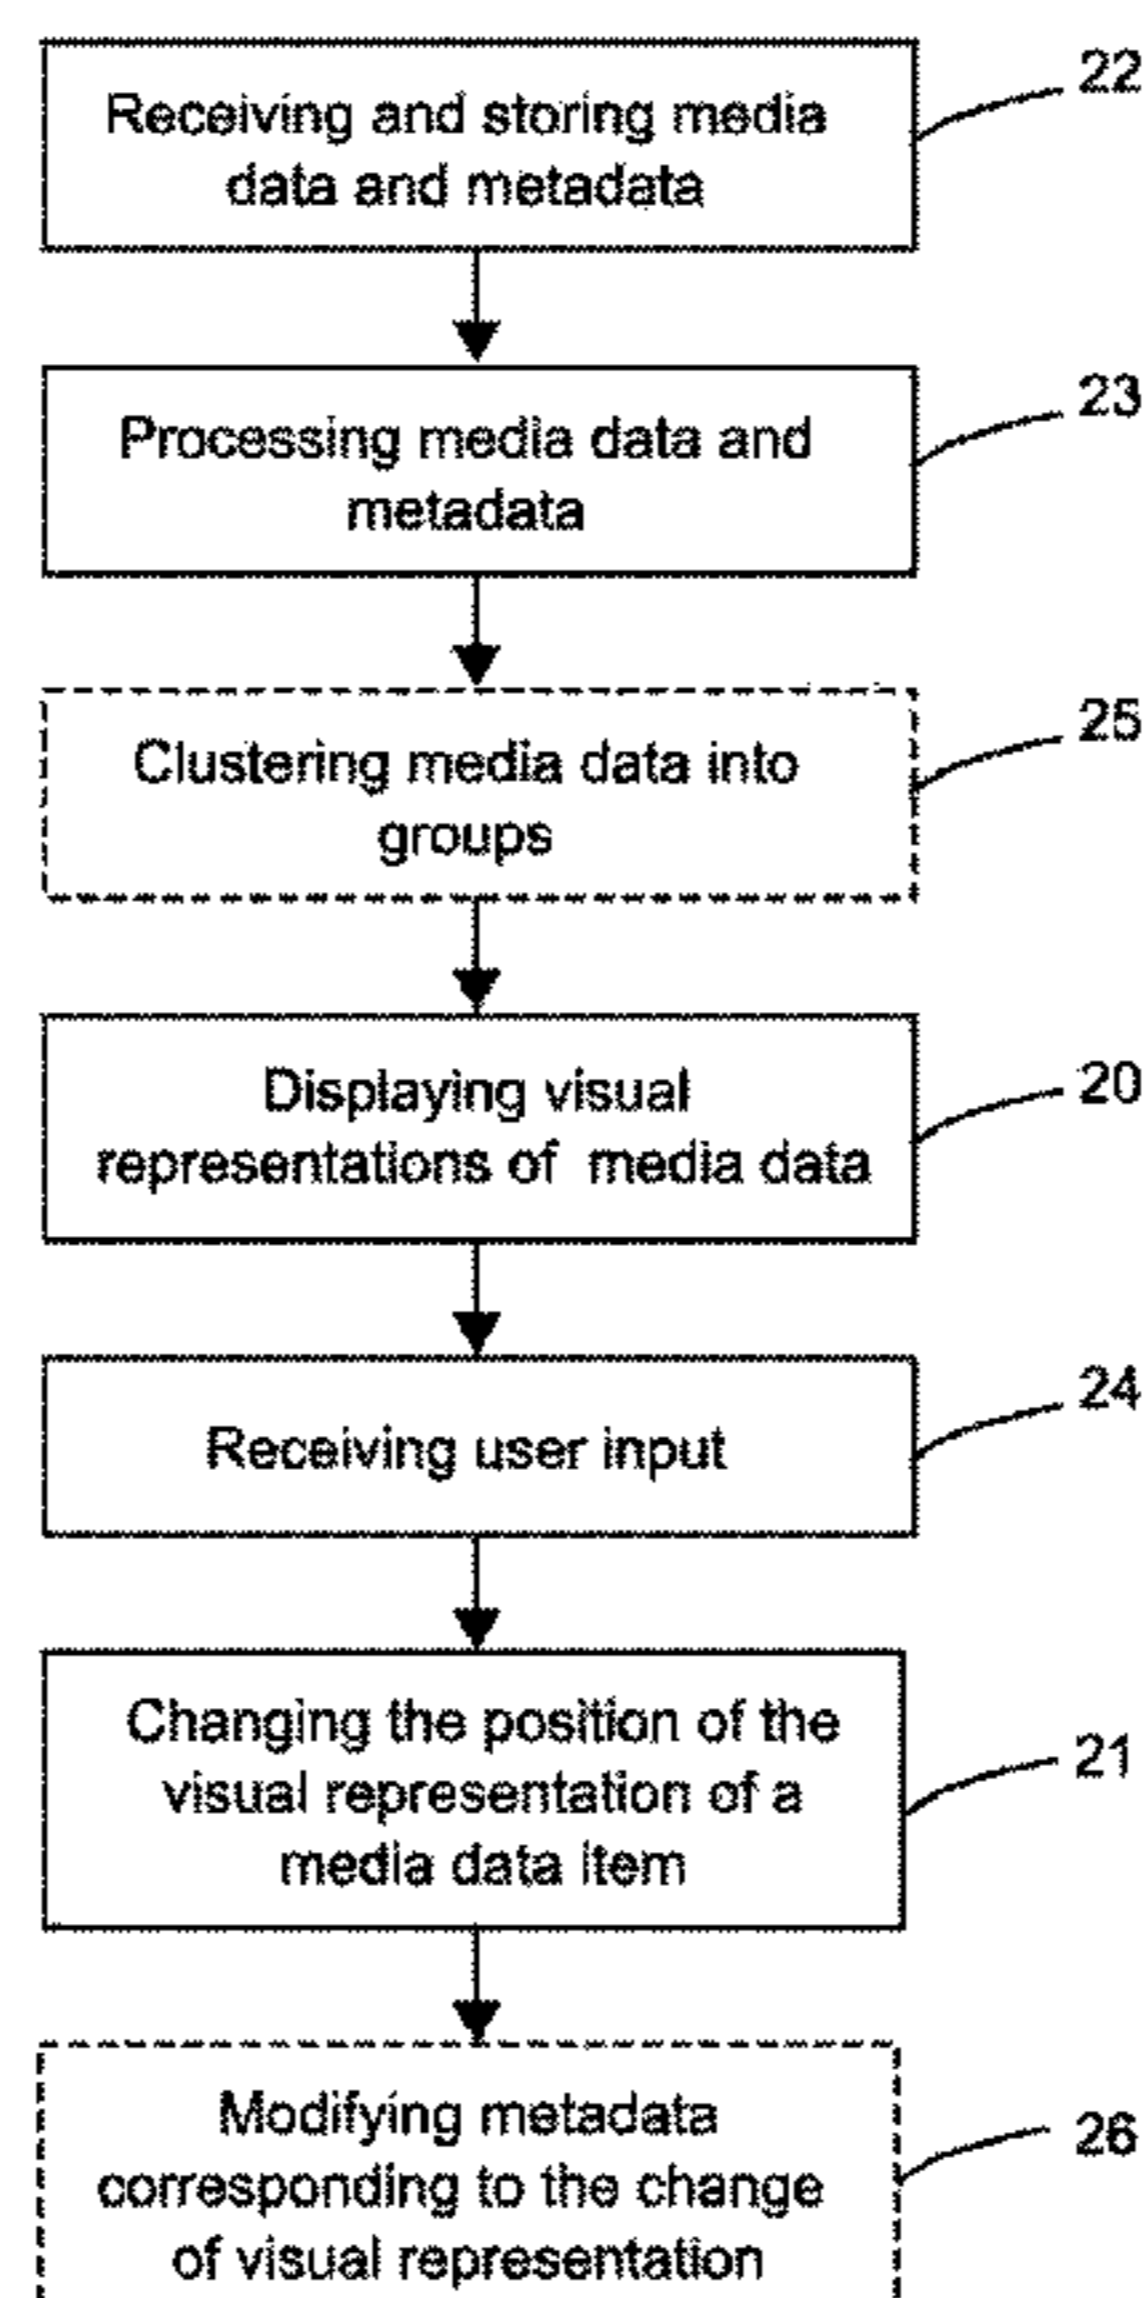 Receiving and storing media
data and metadata
22
Processing media data and
metadata
23
Clustering media data into
groups
25
Displaying visual
representations of media data
20
Receiving user input
24
Changing the position of the
visual representation of a
media data item
21
Modifying metadata
corresponding to the change
of visual representation
26